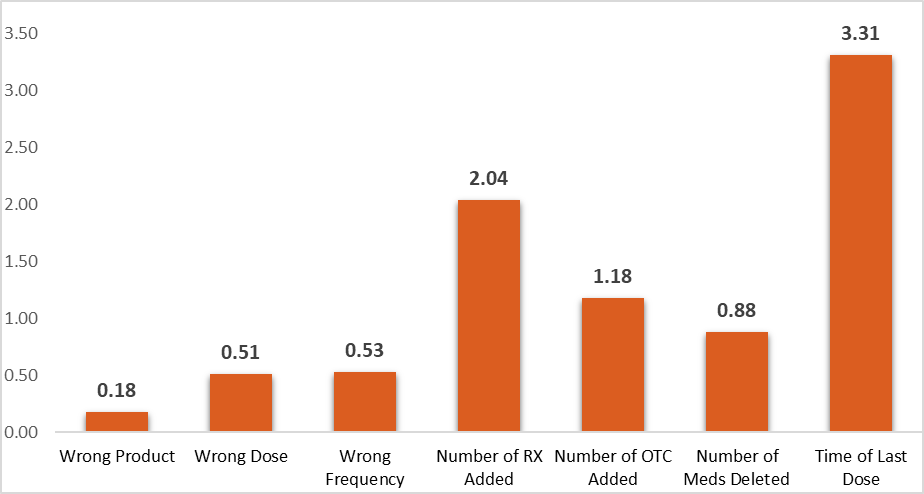 3.50
3.00
2.50
2.00
1.50
1.00
0.50
0.00
0.18
0.51
0.53
2.04
1.18
0.88
3.31
Wrong Product
Wrong Dose
Wrong
Frequency
Number of RX
Added
Number of OTC
Added
Number of
Meds Deleted
Time of Last
Dose